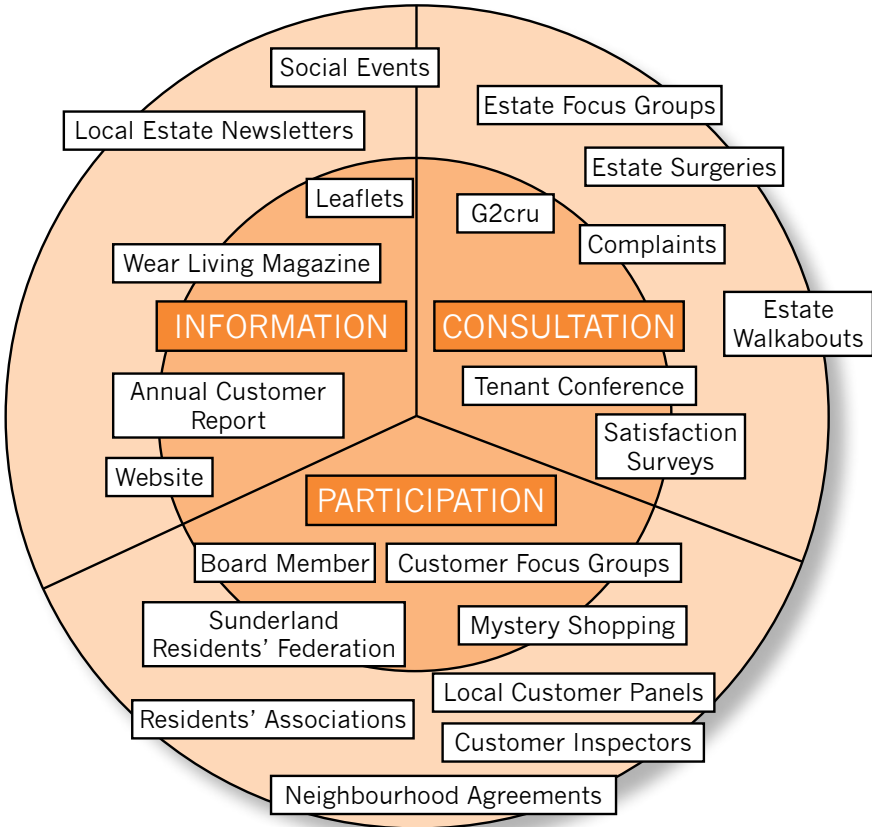 Social Events
Estate Focus Groups
Local Estate Newsletters
Estate Surgeries
Leaflets
G2cru
Complaints
Wear Living Magazine
Estate
Walkabouts
INFORMATION
CONSULTATION
Tenant Conference
Annual Customer
Report
Satisfaction
Surveys
Website
PARTICIPATION
Board Member
Customer Focus Groups
Sunderland
Residents’ Federation
Mystery Shopping
Local Customer Panels
Residents’ Associations
Customer Inspectors
Neighbourhood Agreements